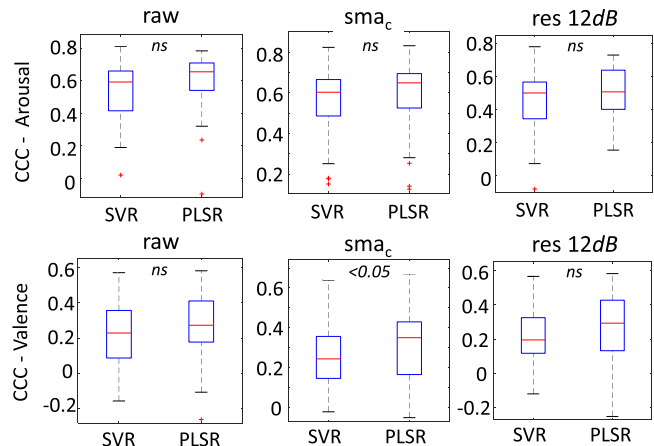 raw sma_c res 12dB
CCC - Arousal
0.8 0.6 0.4 0.2 0
ns
SVR PLSR
0.8 0.6 0.4 0.2
ns
SVR PLSR
0.8 0.6 0.4 0.2 0
ns
SVR PLSR
raw sma_c res 12dB
CCC - Valence
0.6 0.4 0.2 0 -0.2
ns
SVR PLSR
0.6 0.4 0.2 0
<0.05
SVR PLSR
0.6 0.4 0.2 0 -0.2
ns
SVR PLSR